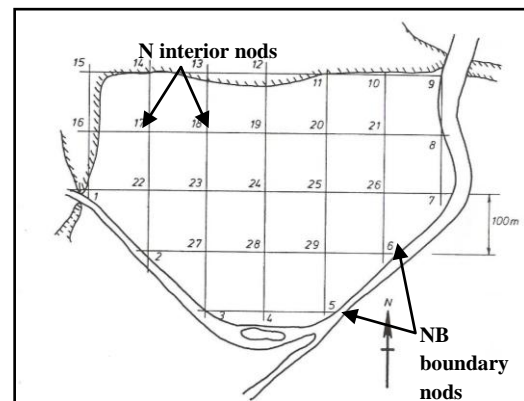 N interior nods
15 14 13 12
11 10 9
16 17 18 19 20 21 8
1 22 23 24 25 26 7
100m
2 27 28 29 6
3 4 5
N
NB
boundary
nods